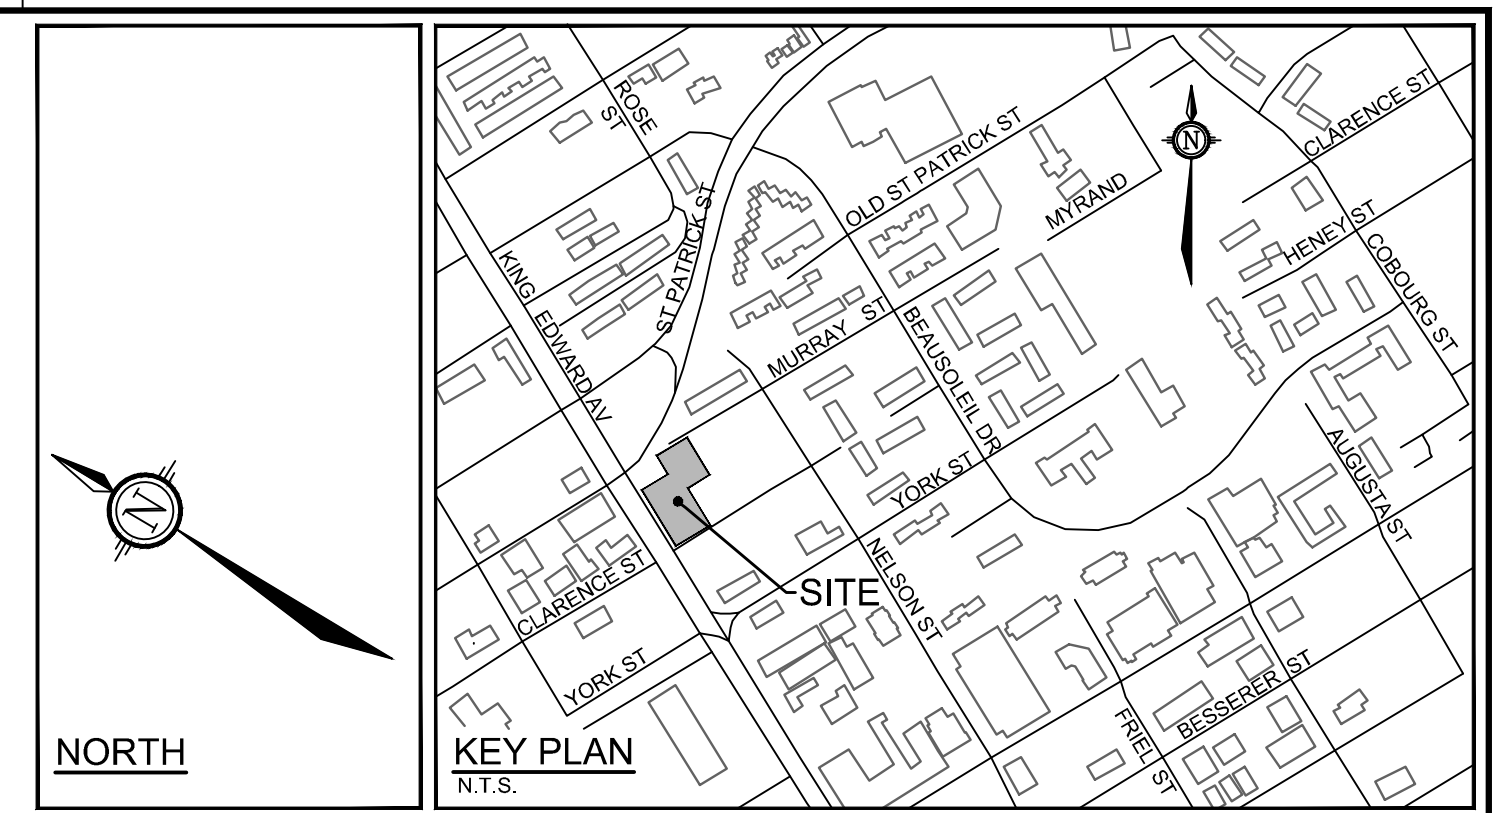 N
NORTH
ROSE
ST
ST PATRICK ST
OLD ST PATRICK ST
MYRAND
N
CLARENCE ST
HENEY ST
COBOURG ST
KING EDWARD AV
MURRAY ST
BEAUSOLEIL DR
YORK ST
AUGUSTA ST
NELSON ST
SITE
CLARENCE ST
YORK ST
BESSERER ST
FRIEL ST
KEY PLAN
N.T.S.